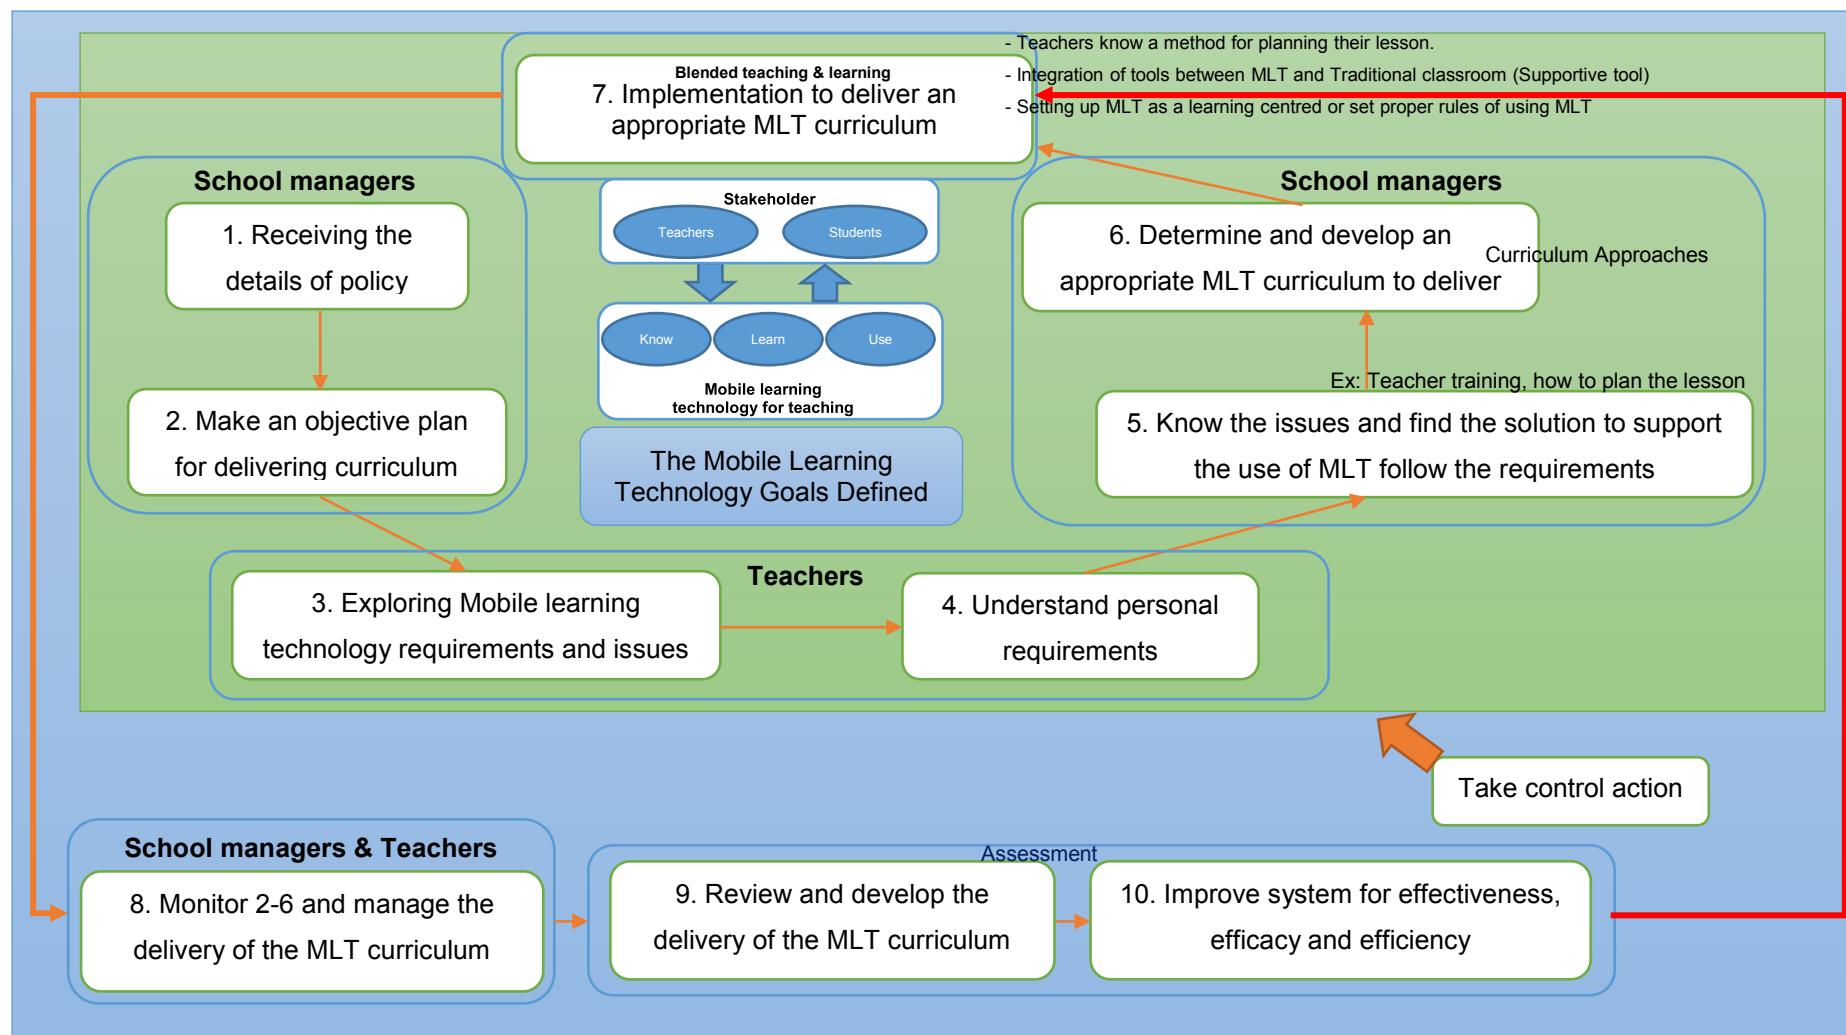 - Teachers know a method for planning their lesson.
- Integration of tools between MLT and Traditional classroom (Supportive tool)
- Setting up MLT as a learning centred or set proper rules of using MLT
Blended teaching & learning
7. Implementation to deliver an
appropriate MLT curriculum
School managers
1. Receiving the
details of policy
2. Make an objective plan
for delivering curriculum
Stakeholder
Teachers
Students
Know
Learn
Use
Mobile learning
technology for teaching
The Mobile Learning
Technology Goals Defined
School managers
6. Determine and develop an
appropriate MLT curriculum to deliver
Curriculum Approaches
Ex: Teacher training, how to plan the lesson
5. Know the issues and find the solution to support
the use of MLT follow the requirements
Teachers
3. Exploring Mobile learning
technology requirements and issues
4. Understand personal
requirements
Take control action
School managers & Teachers
8. Monitor 2-6 and manage the
delivery of the MLT curriculum
Assessment
9. Review and develop the
delivery of the MLT curriculum
10. Improve system for effectiveness,
efficacy and efficiency